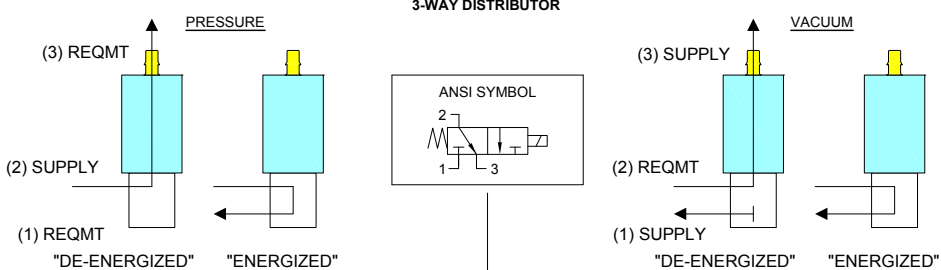 3-WAY DISTRIBUTOR
PRESSURE
(3) REQMT
(2) SUPPLY
(1) REQMT
"DE-ENERGIZED"
"ENERGIZED"
ANSI SYMBOL
2
1
3
VACUUM
(3) SUPPLY
(2) REQMT
(1) SUPPLY
"DE-ENERGIZED"
"ENERGIZED"